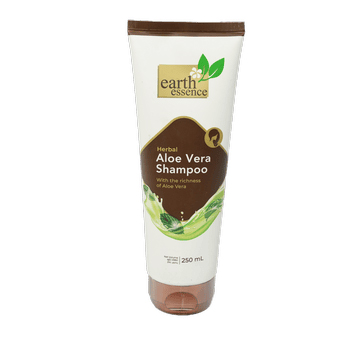 earth
essence
Herbal
Aloe Vera
Shampoo
With the richness
of Aloe Vera
250 mL